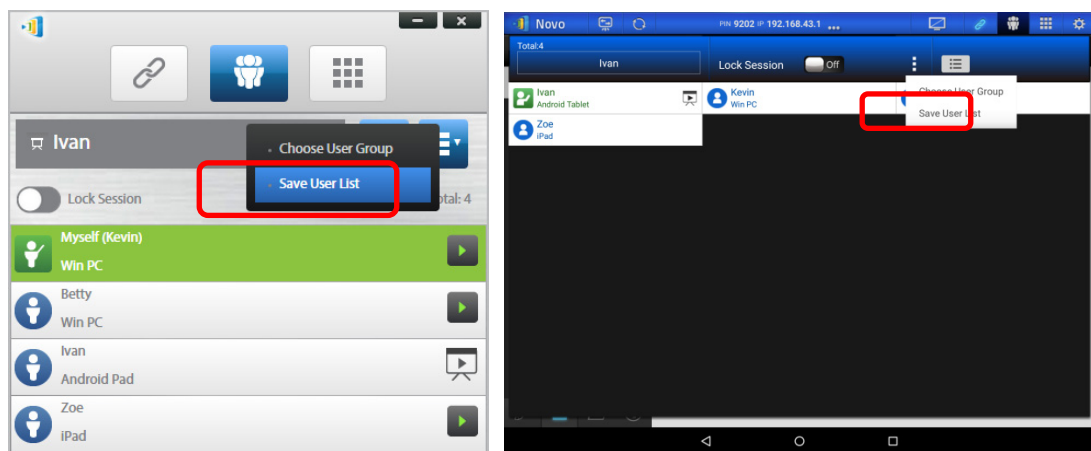 Ivan
Choose User Group
Save User List
Lock Session
Total: 4
Myself (Kevin)
Win PC
Betty
Win PC
Ivan
Android Pad
Zoe
iPad
Novo
PIN 9202 IP 192.168.43.1 ...
Total:4
Ivan
Lock Session
Off
Choose User Group
Save User List
Ivan
Android Tablet
Kevin
Win PC
Zoe
iPad